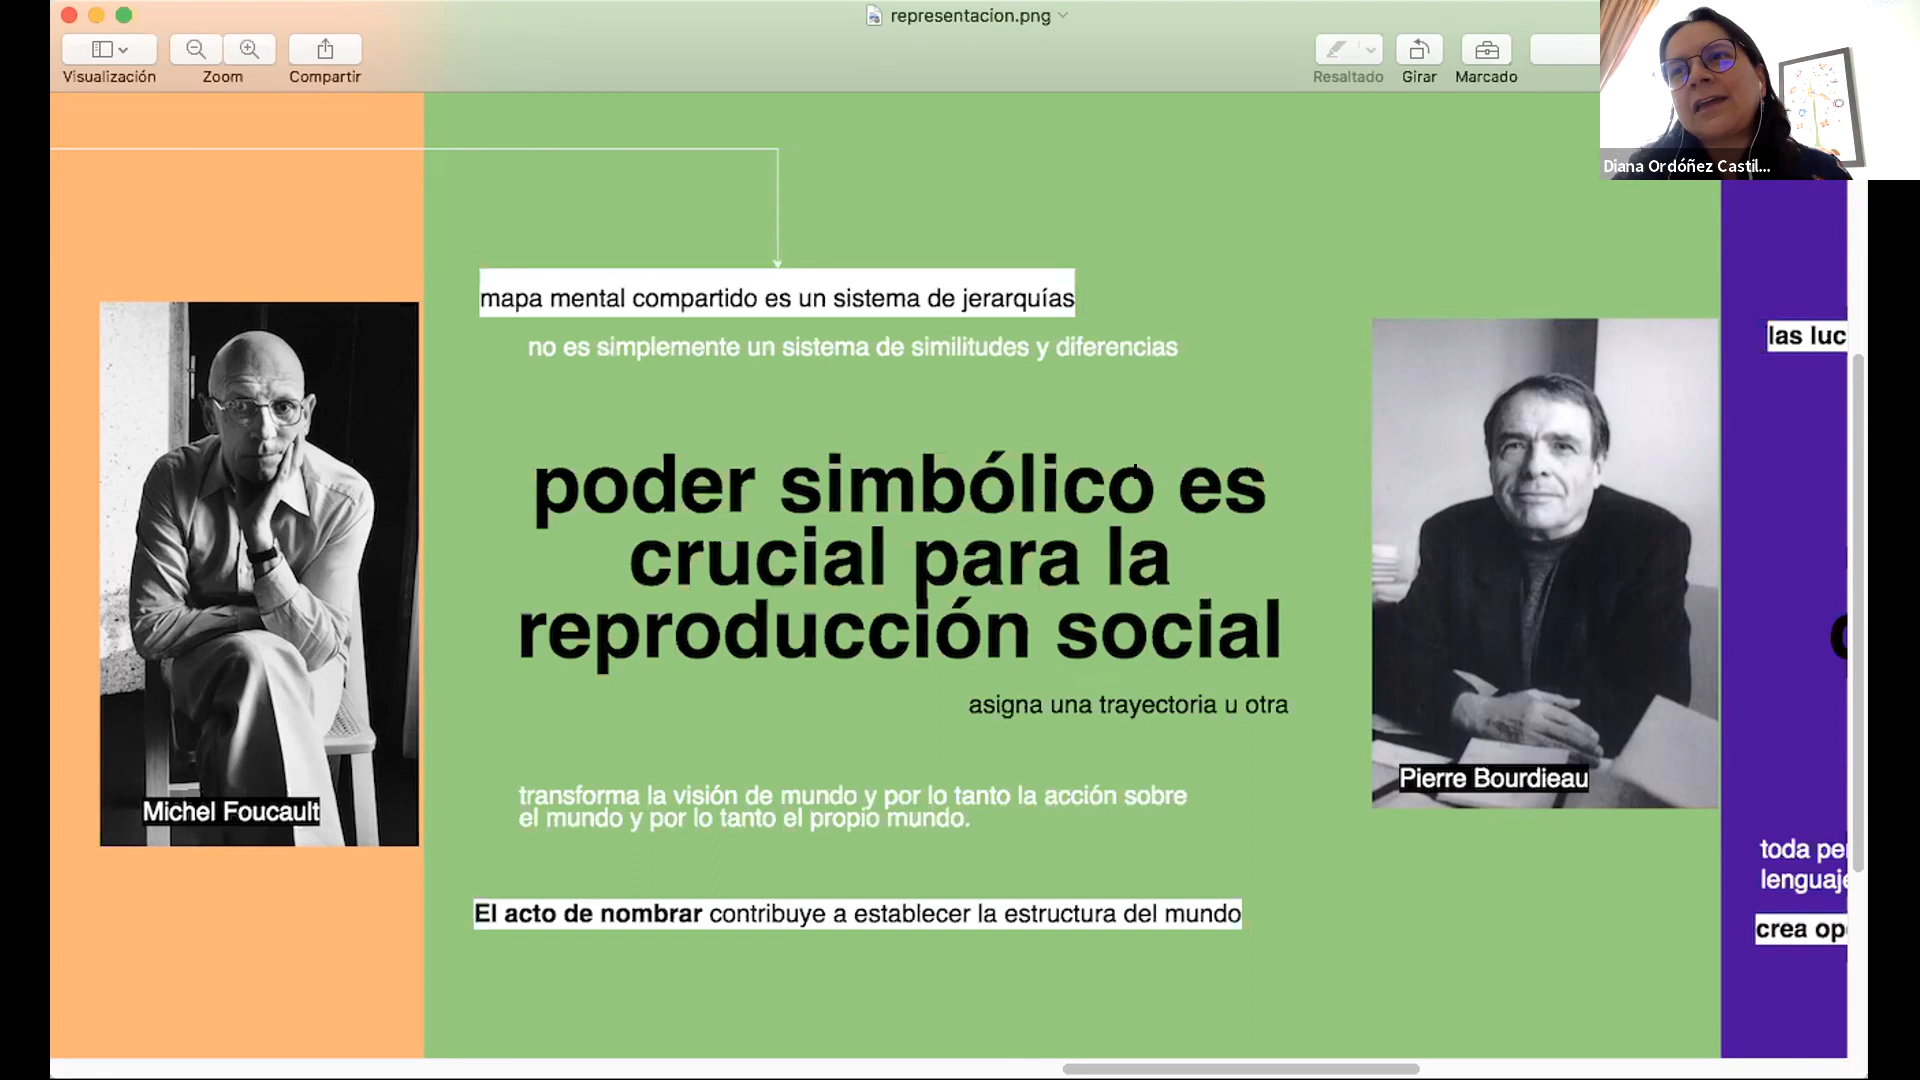 representacion.png
Visualización
Zoom
Compartir
Resaltado
Girar
Marcado
Diana Ordóñez Castil...
mapa mental compartido es un sistema de jerarquías
no es simplemente un sistema de similitudes y diferencias
poder simbólico es
crucial para la
reproducción social
asigna una trayectoria u otra
transforma la visión de mundo y por lo tanto la acción sobre
el mundo y por lo tanto el propio mundo.
El acto de nombrar contribuye a establecer la estructura del mundo
Michel Foucault
Pierre Bourdieau
las luc
toda pe
lenguaje
crea op